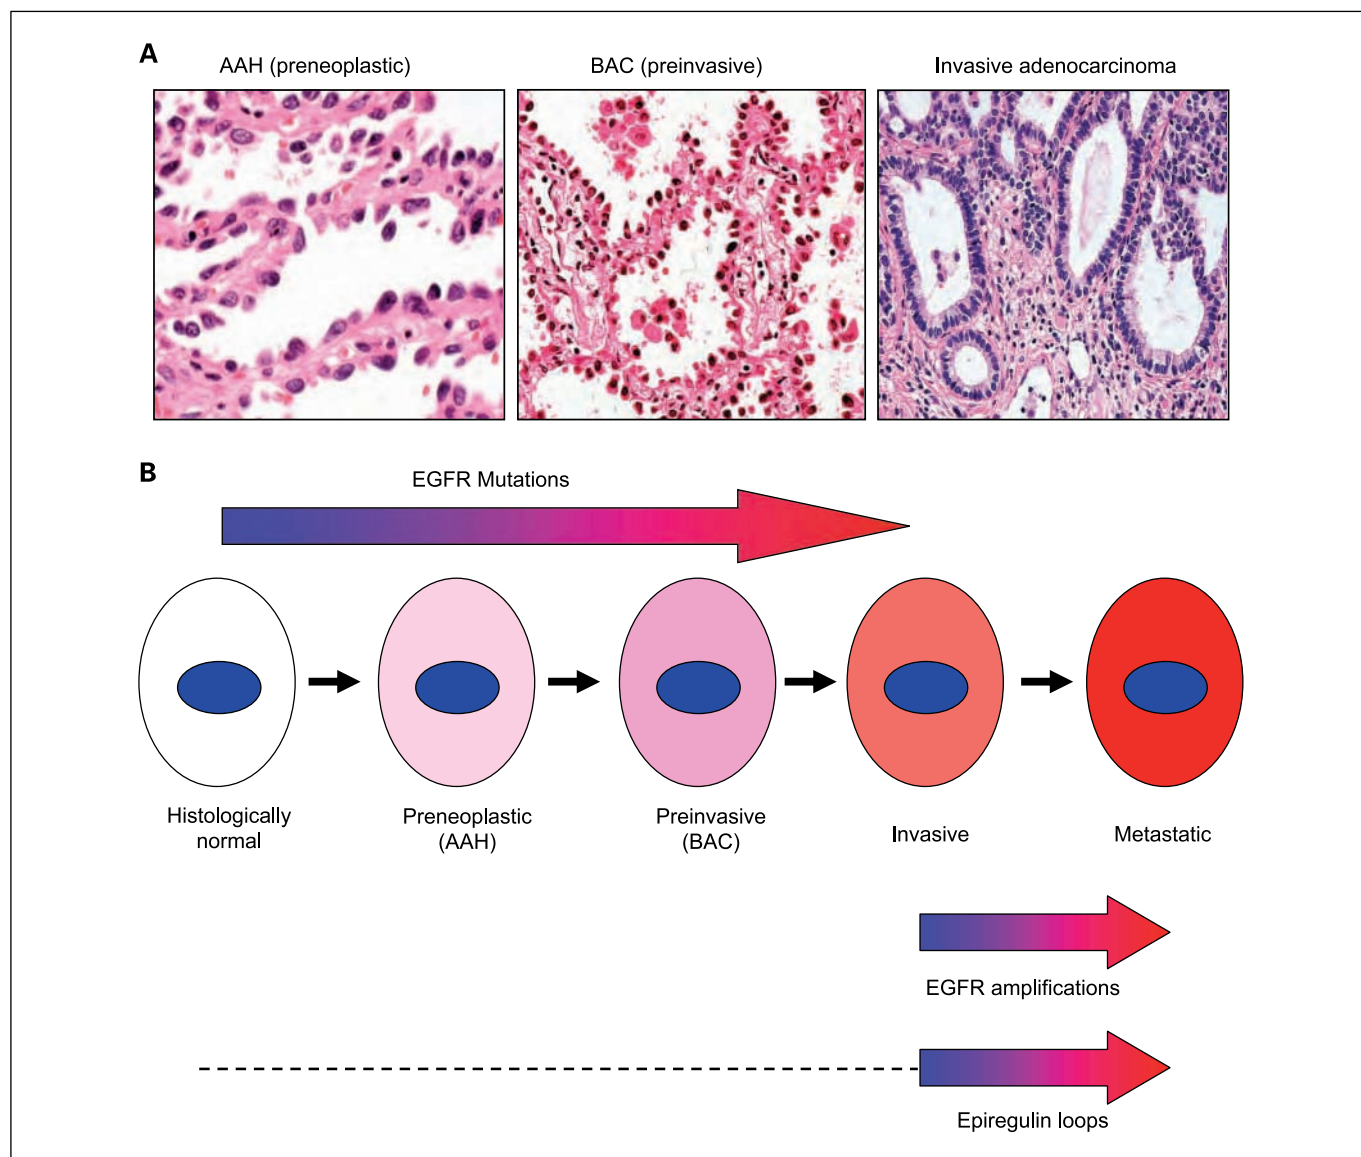 A
AAH (preneoplastic)
BAC (preinvasive)
Invasive adenocarcinoma
B
EGFR Mutations
Histologically
normal
Preneoplastic
(AAH)
Preinvasive
(BAC)
Invasive
Metastatic
EGFR amplifications
Epiregulin loops